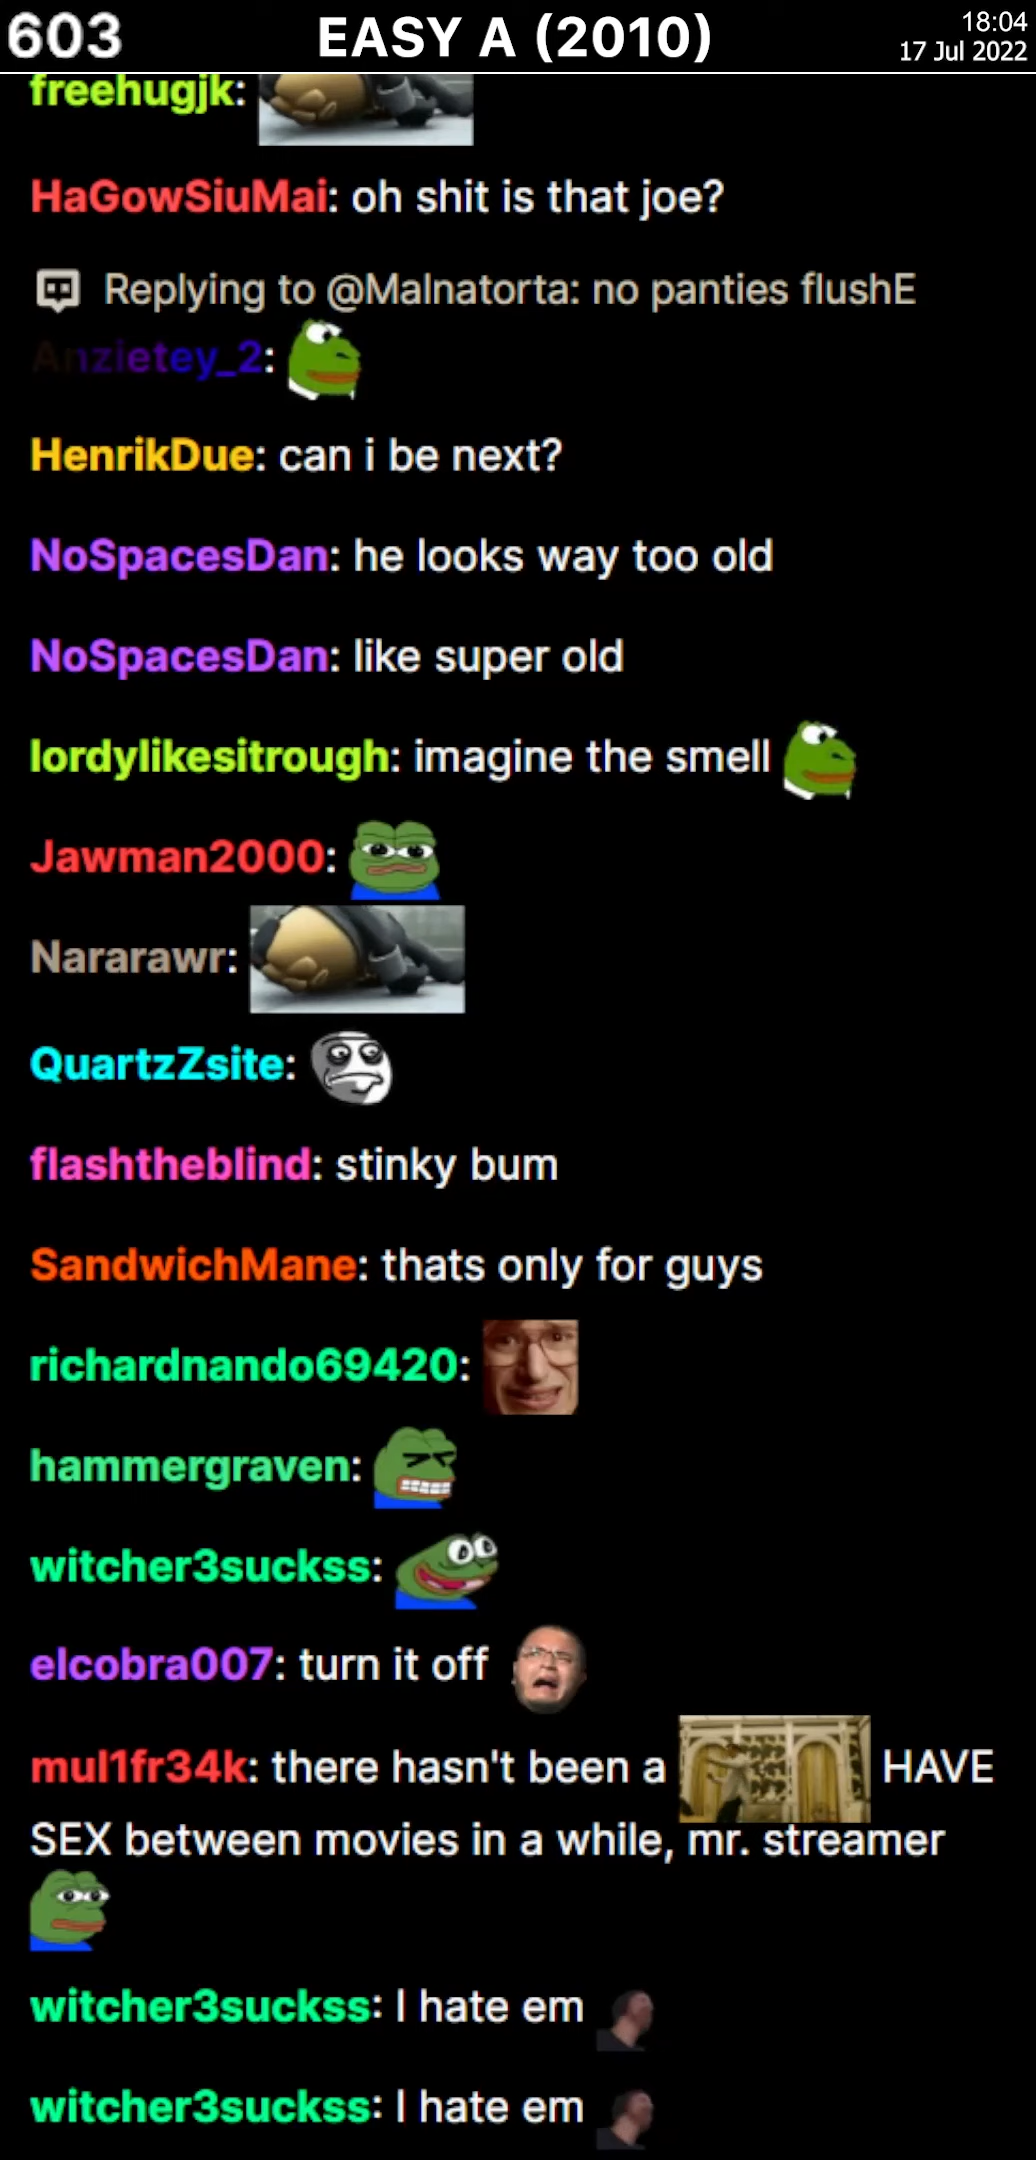 603
EASY A (2010)
18:04
17 Jul 2022
freehugjk:
HaGowSiuMai: oh shit is that joe?
Replying to @Malnatorta: no panties flushE
Anzietey_2:
HenrikDue: can i be next?
NoSpacesDan: he looks way too old
NoSpacesDan: like super old
lordylikesitrough: imagine the smell
Jawman2000:
Nararawr:
QuartzZsite:
flashtheblind: stinky bum
SandwichMane: thats only for guys
richardnando69420:
hammergraven:
witcher3suckss:
elcobra007: turn it off
mul1fr34k: there hasn't been a HAVE
SEX between movies in a while, mr. streamer
witcher3suckss: I hate em
witcher3suckss: I hate em